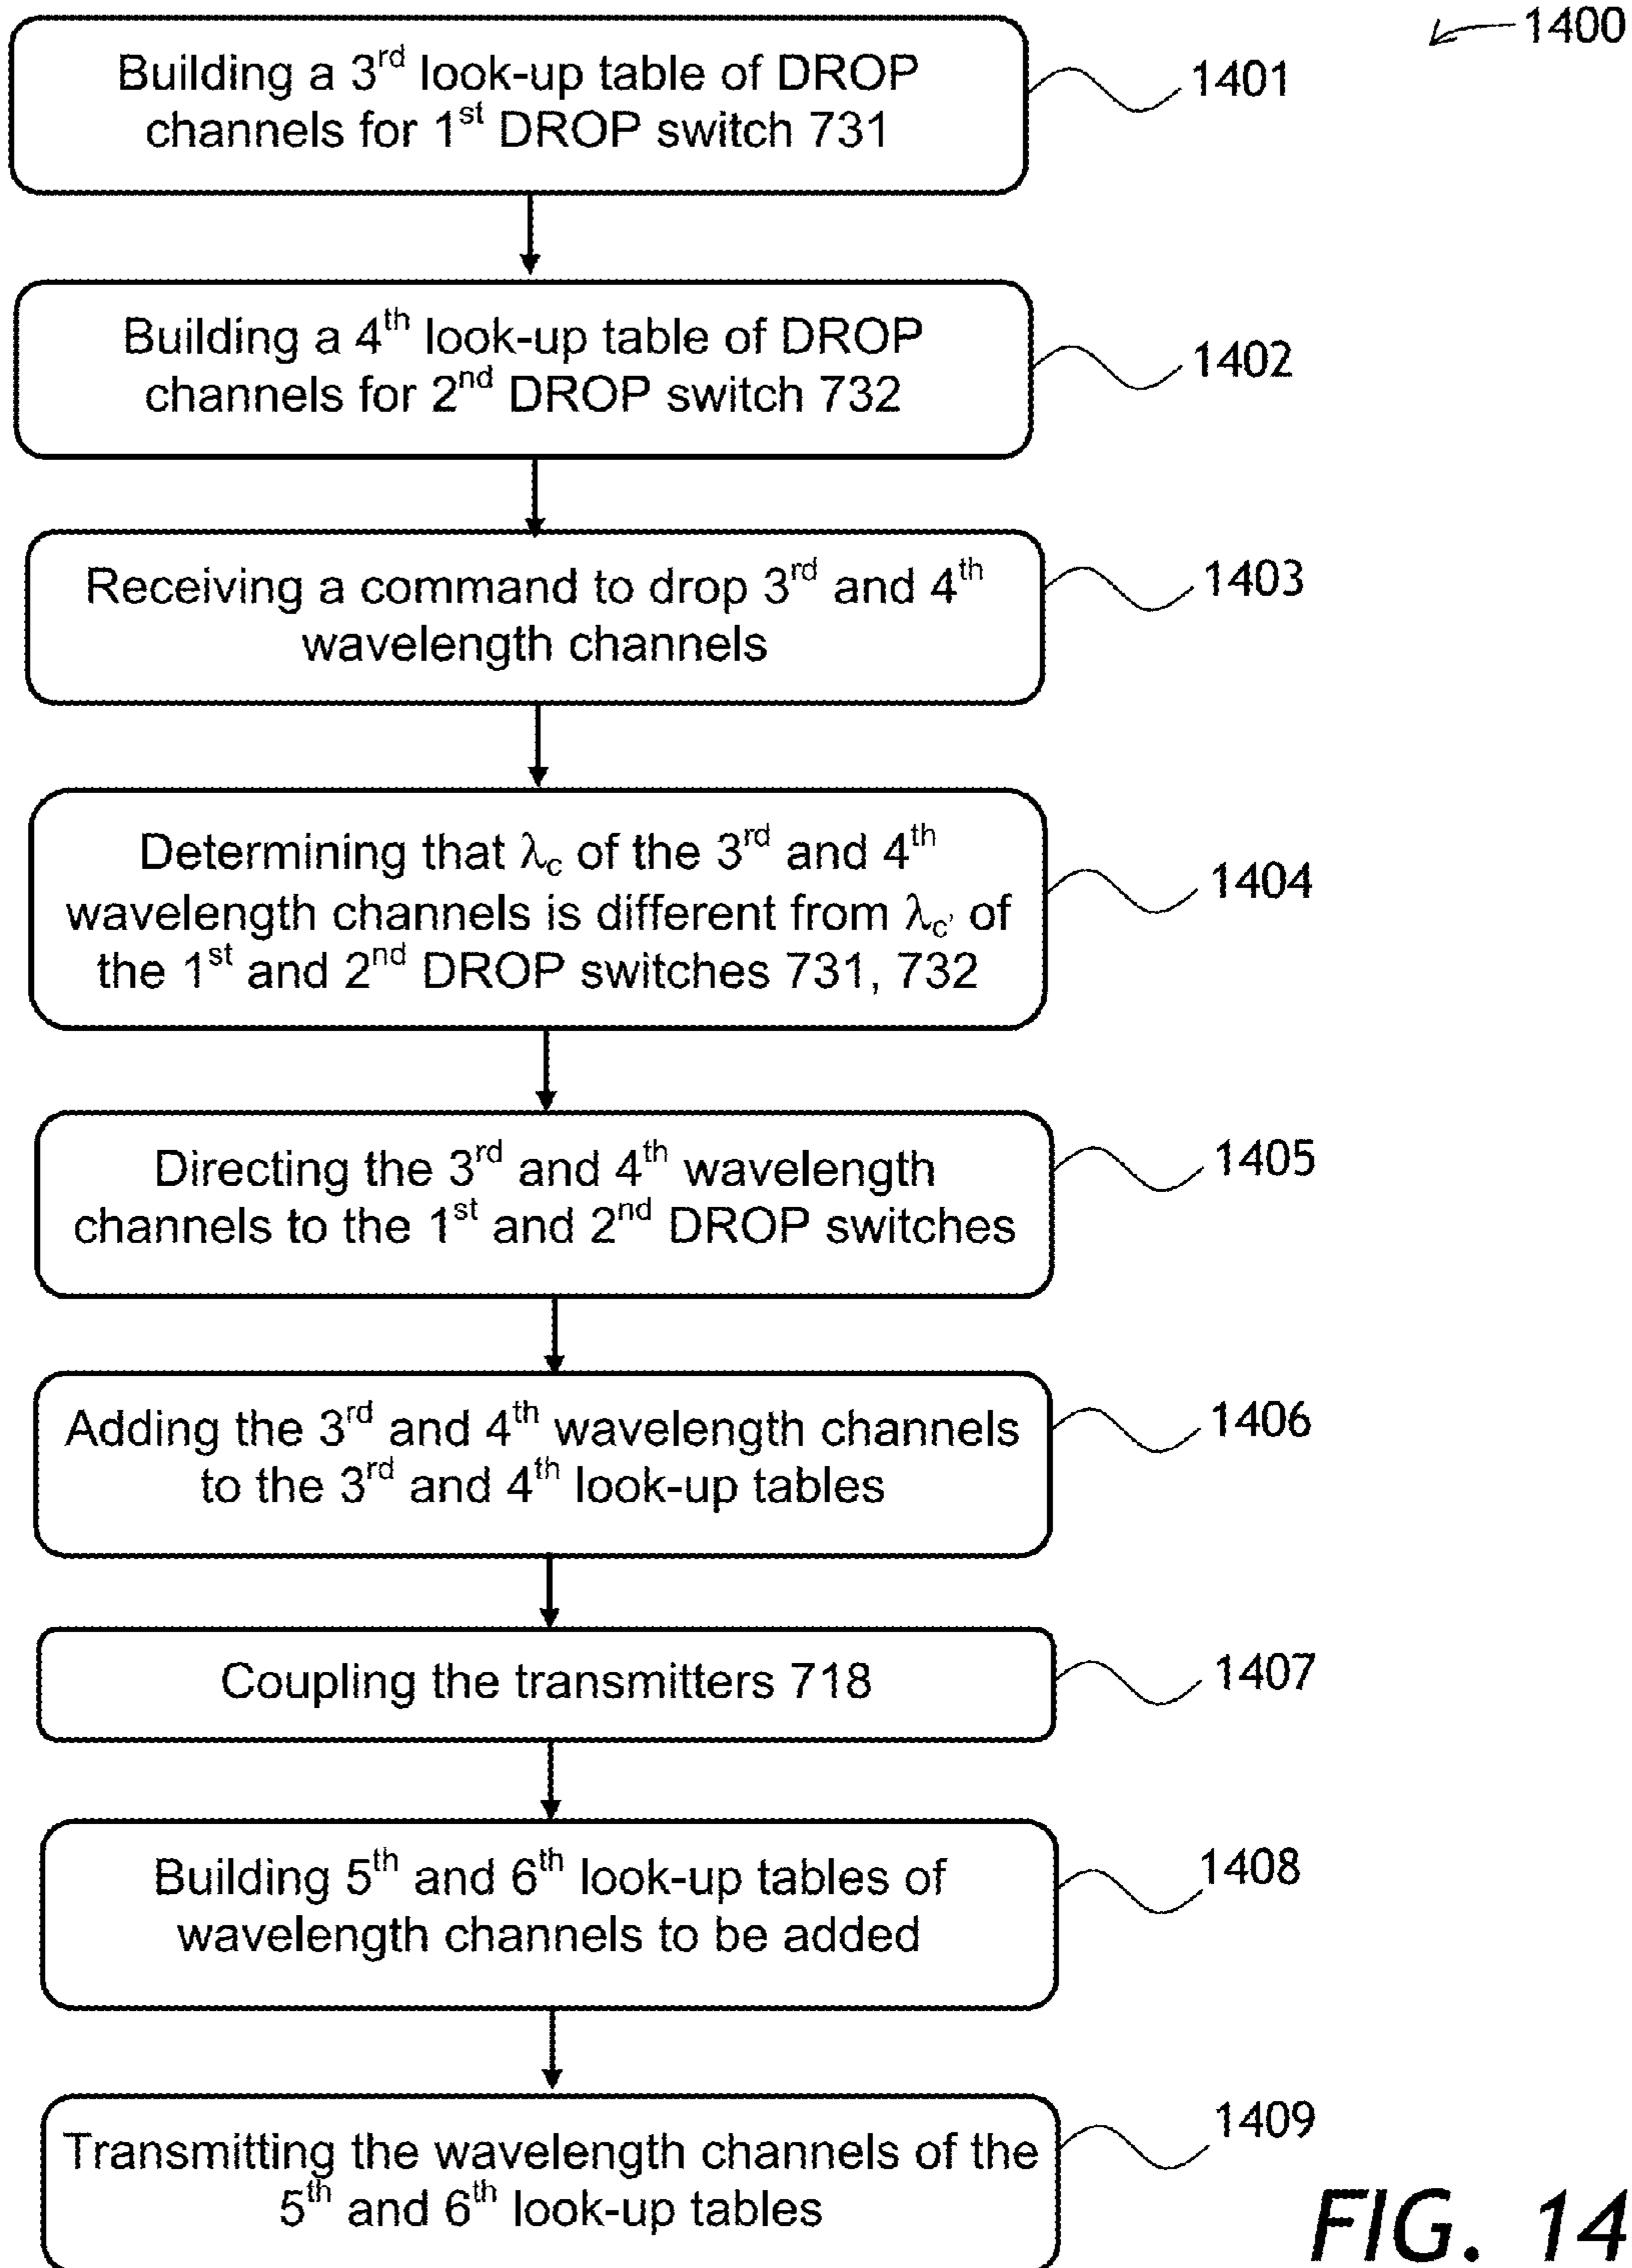 1400
Building a 3rd look-up table of DROP
channels for 1st DROP switch 731
1401
Building a 4th look-up table of DROP
channels for 2nd DROP switch 732
1402
Receiving a command to drop 3rd and 4th
wavelength channels
1403
Determining that λc of the 3rd and 4th
wavelength channels is different from λc' of
the 1st and 2nd DROP switches 731, 732
1404
Directing the 3rd and 4th wavelength
channels to the 1st and 2nd DROP switches
1405
Adding the 3rd and 4th wavelength channels
to the 3rd and 4th look-up tables
1406
Coupling the transmitters 718
1407
Building 5th and 6th look-up tables of
wavelength channels to be added
1408
Transmitting the wavelength channels of the
5th and 6th look-up tables
1409
FIG. 14